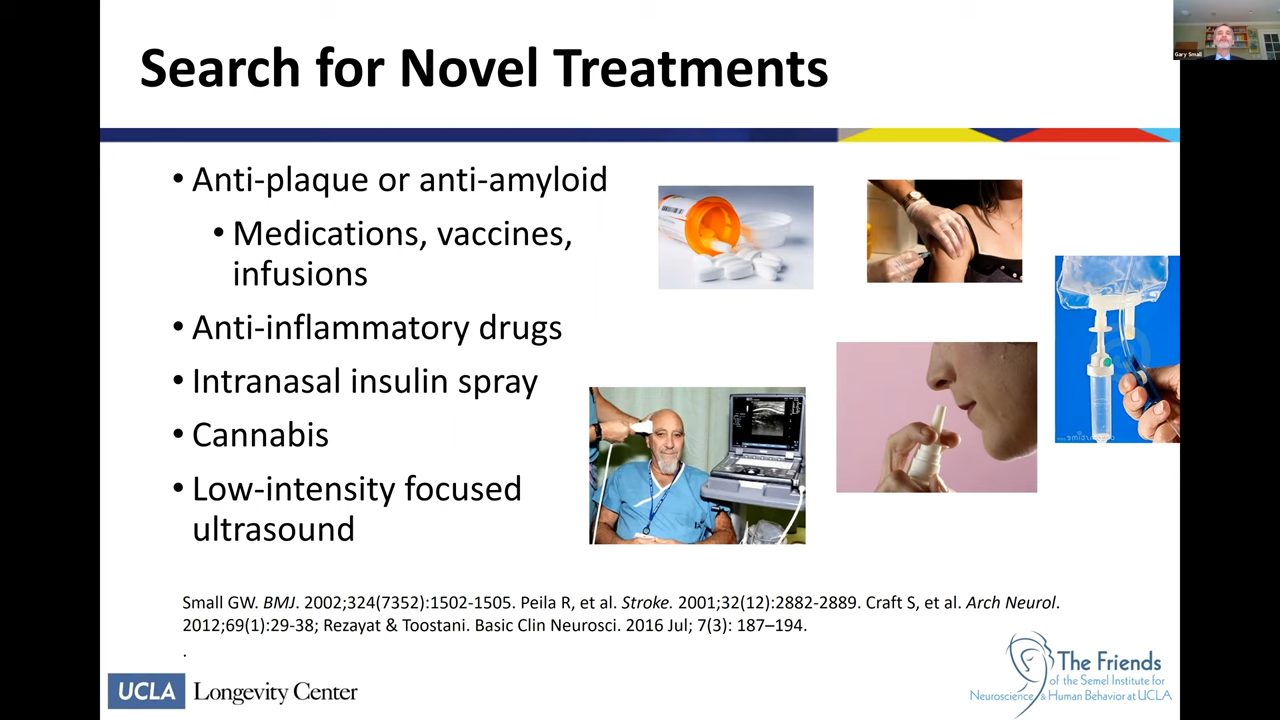 Search for Novel Treatments
Gary Small
• Anti-plaque or anti-amyloid
• Medications, vaccines,
infusions
• Anti-inflammatory drugs
• Intranasal insulin spray
• Cannabis
• Low-intensity focused
ultrasound
Small GW. BMJ. 2002;324(7352):1502-1505. Peila R, et al. Stroke. 2001;32(12):2882-2889. Craft S, et al. Arch Neurol.
2012;69(1):29-38; Rezayat & Toostani. Basic Clin Neurosci. 2016 Jul; 7(3): 187–194.
.
UCLA Longevity Center
The Friends
of the Semel Institute for
Neuroscience & Human Behavior at UCLA